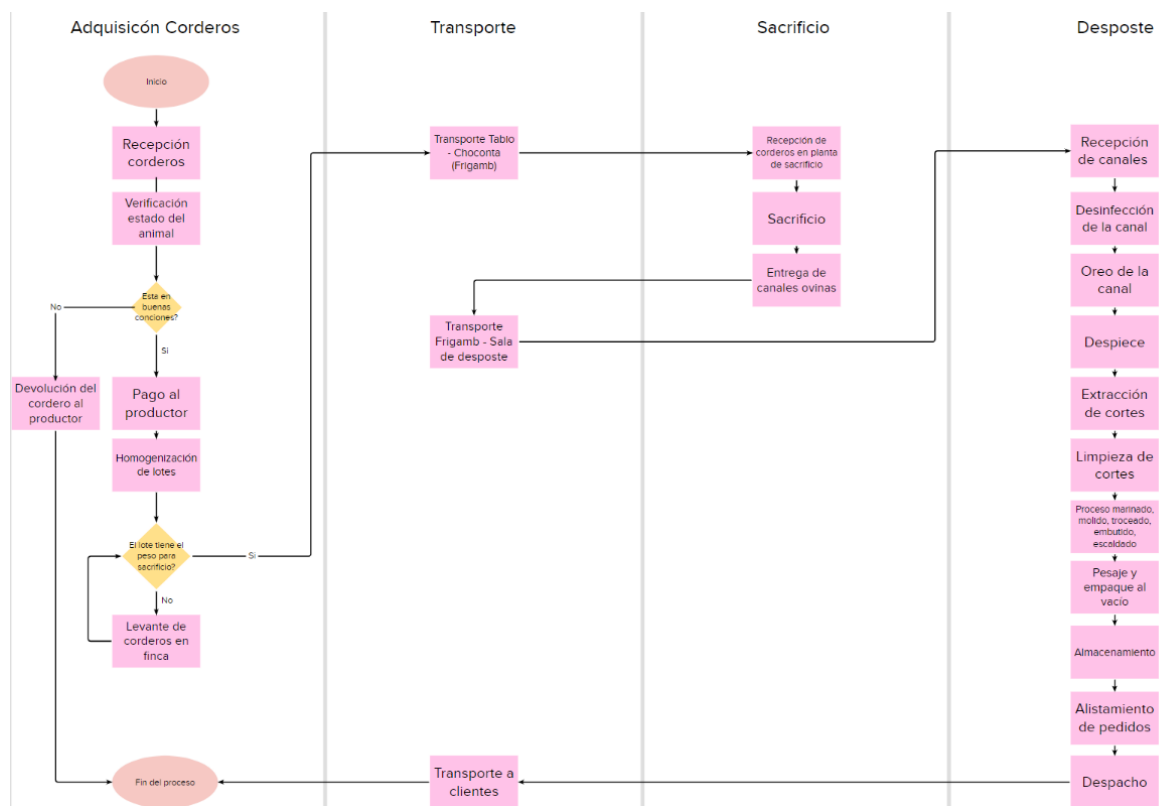 Adquisicón Corderos
Transporte
Sacrificio
Desposte
Inicio
Recepción
corderos
Verificación
estado del
animal
Esta en
buenas
conciones?
No
Si
Devolución del
cordero al
productor
Pago al
productor
Homogenización
de lotes
El lote tiene el
peso para
sacrificio?
Si
No
Levante de
corderos en
finca
Fin del proceso
Transporte Tabio
- Choconta
(Frigamb)
Transporte
Frigamb - Sala
de desposte
Transporte a
clientes
Recepción de
corderos en planta
de sacrificio
Sacrificio
Entrega de
canales ovinas
Recepción
de canales
Desinfección
de la canal
Oreo de la
canal
Despiece
Extracción
de cortes
Limpieza de
cortes
Proceso marinado,
molido, troceado,
embutido,
escaldado
Pesaje y
empaque al
vacío
Almacenamiento
Alistamiento
de pedidos
Despacho